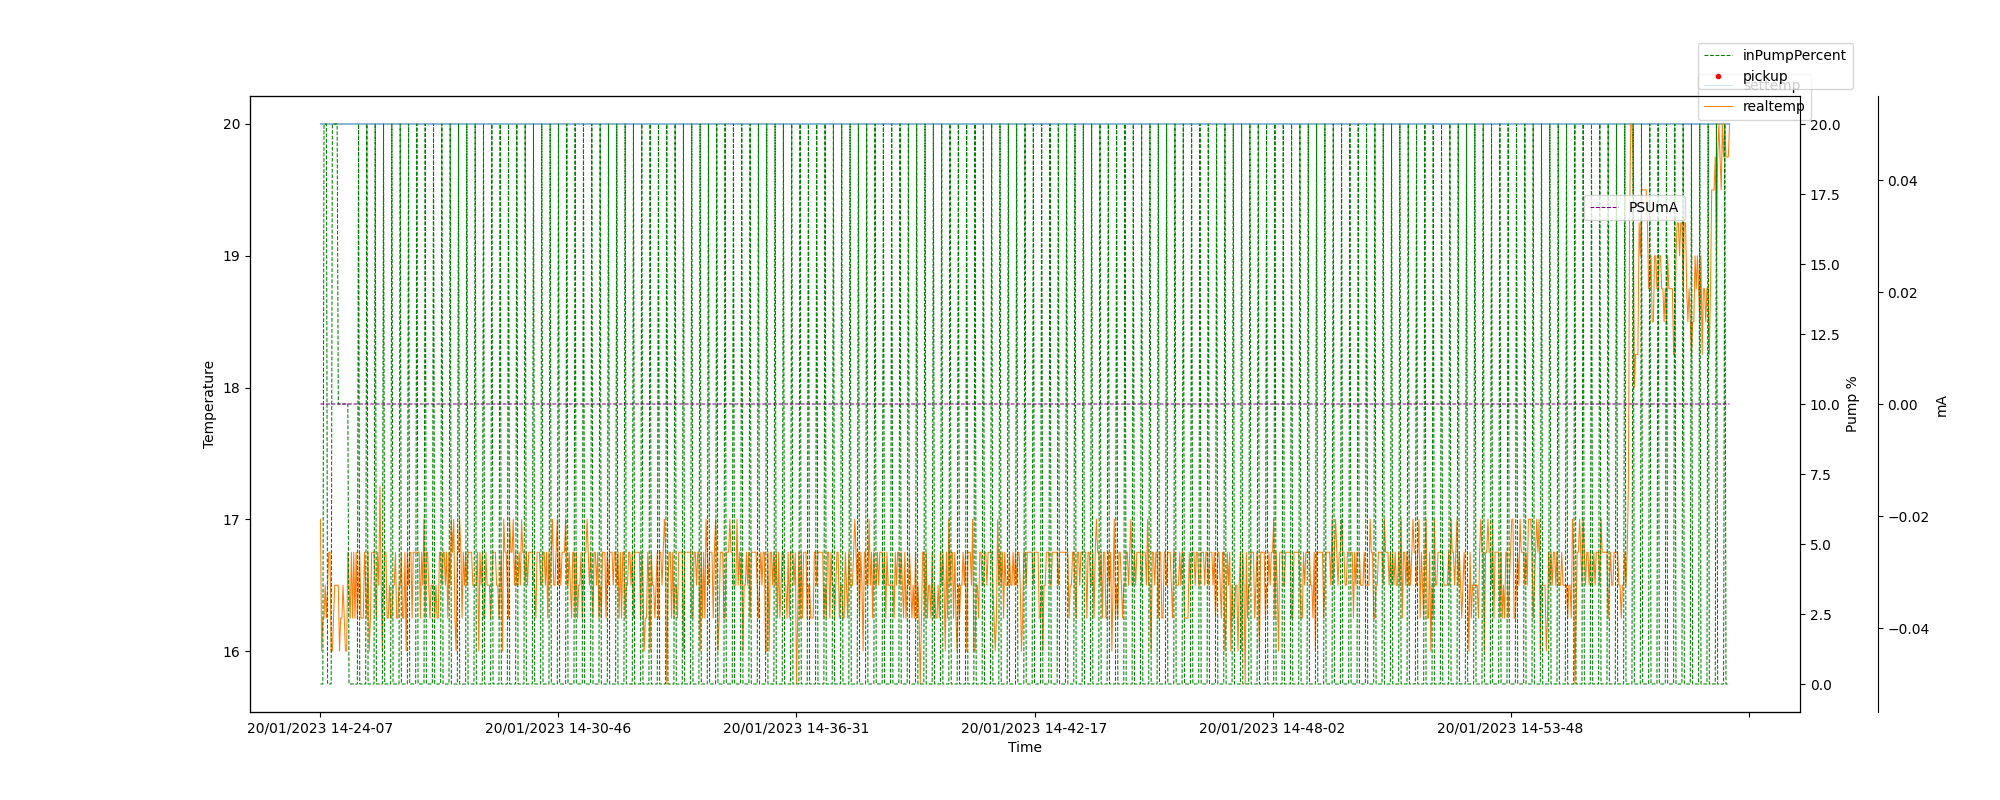 inPumpPercent
pickup
settemp
realtemp
PSUmA
20
19
18
17
16
Temperature
20.0
17.5
15.0
12.5
10.0
7.5
5.0
2.5
0.0
Pump %
0.04
0.02
0.00
−0.02
−0.04
mA
20/01/2023 14-24-07
20/01/2023 14-30-46
20/01/2023 14-36-31
20/01/2023 14-42-17
20/01/2023 14-48-02
20/01/2023 14-53-48
Time